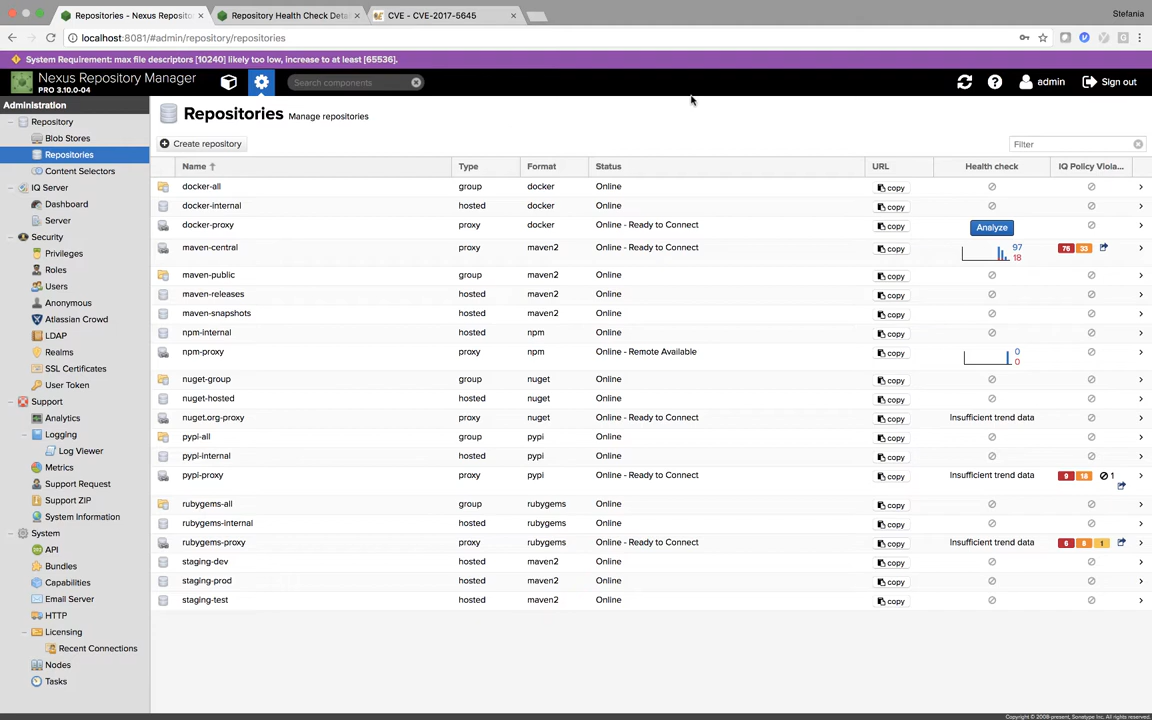 Repositories - Nexus Reposito
Repository Health Check Deta
CVE - CVE-2017-5645
Stefania
localhost:8081/#admin/repository/repositories
System Requirement: max file descriptors [10240] likely too low, increase to at least [65536].
Nexus Repository Manager
PRO 3.10.0-04
Search components
admin
Sign out
Administration
Repository
Blob Stores
Repositories
Content Selectors
IQ Server
Dashboard
Server
Security
Privileges
Roles
Users
Anonymous
Atlassian Crowd
LDAP
Realms
SSL Certificates
User Token
Support
Analytics
Logging
Log Viewer
Metrics
Support Request
Support ZIP
System Information
System
API
Bundles
Capabilities
Email Server
HTTP
Licensing
Recent Connections
Nodes
Tasks
Repositories Manage repositories
Create repository
Filter
Name Type Format Status URL Health check IQ Policy Viola...
docker-all group docker Online copy
docker-internal hosted docker Online copy
docker-proxy proxy docker Online - Ready to Connect copy Analyze
maven-central proxy maven2 Online - Ready to Connect copy 97 18 76 33
maven-public group maven2 Online copy
maven-releases hosted maven2 Online copy
maven-snapshots hosted maven2 Online copy
npm-internal hosted npm Online copy
npm-proxy proxy npm Online - Remote Available copy 0 0
nuget-group group nuget Online copy
nuget-hosted hosted nuget Online copy
nuget.org-proxy proxy nuget Online - Ready to Connect copy Insufficient trend data
pypi-all group pypi Online copy
pypi-internal hosted pypi Online copy
pypi-proxy proxy pypi Online - Ready to Connect copy Insufficient trend data 9 18 1
rubygems-all group rubygems Online copy
rubygems-internal hosted rubygems Online copy
rubygems-proxy proxy rubygems Online - Ready to Connect copy Insufficient trend data 6 8 1
staging-dev hosted maven2 Online copy
staging-prod hosted maven2 Online copy
staging-test hosted maven2 Online copy
Copyright © 2008-present, Sonatype Inc. All rights reserved.